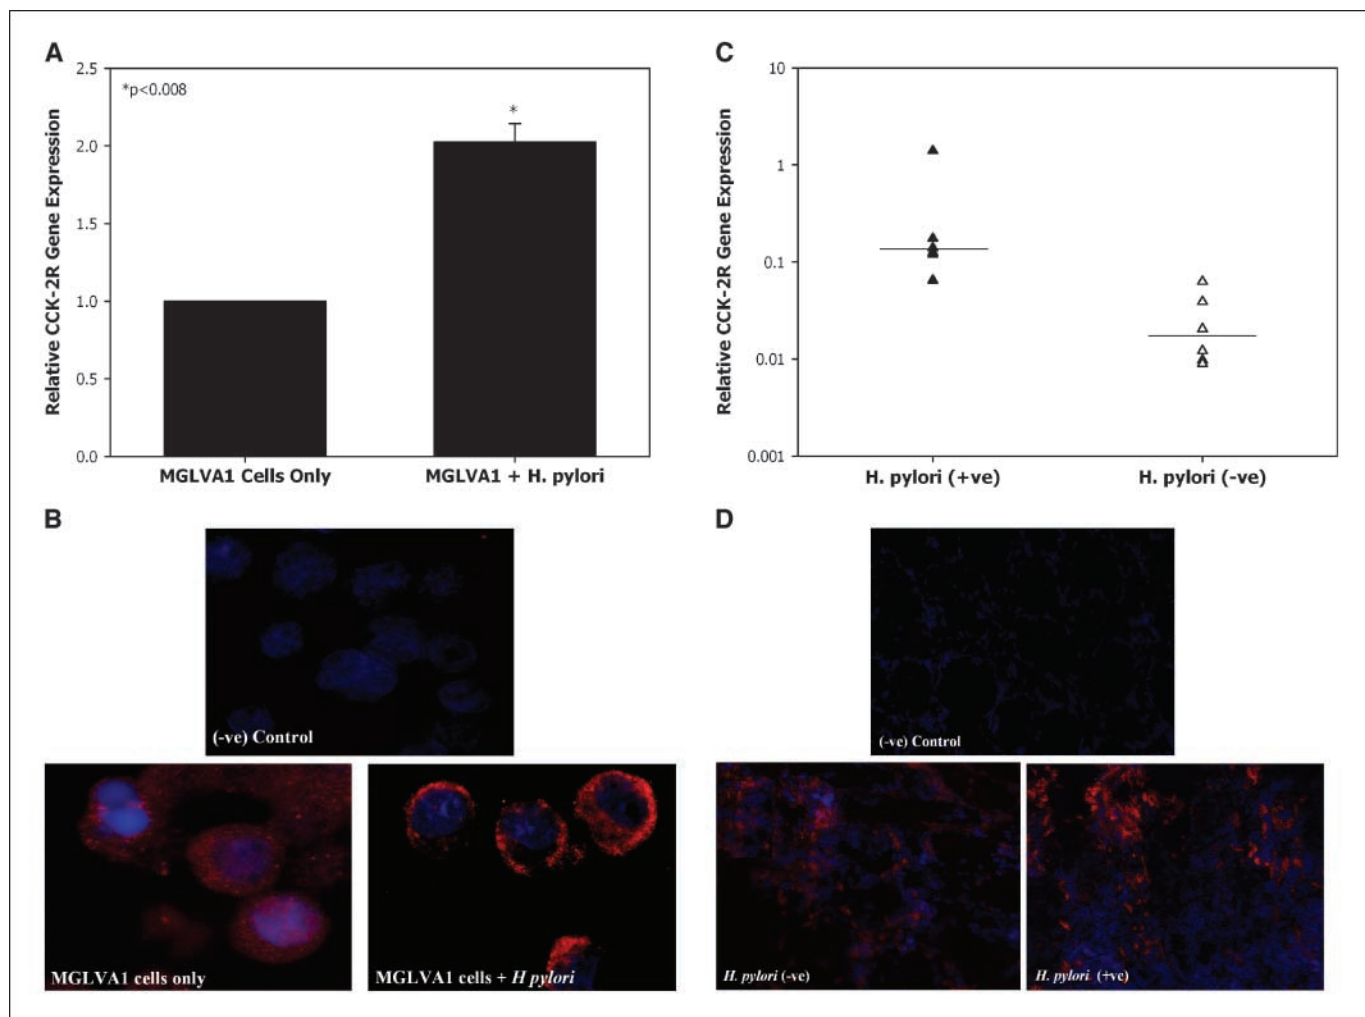 A
Relative CCK-2R Gene Expression
2.5
2.0
1.5
1.0
0.5
0.0
*p<0.008
*
MGLVA1 Cells Only
MGLVA1 + H. pylori
C
Relative CCK-2R Gene Expression
10
1
0.1
0.01
0.001
H. pylori (+ve)
H. pylori (-ve)
B
(-ve) Control
MGLVA1 cells only
MGLVA1 cells + H pylori
D
(-ve) Control
H. pylori (-ve)
H. pylori (+ve)